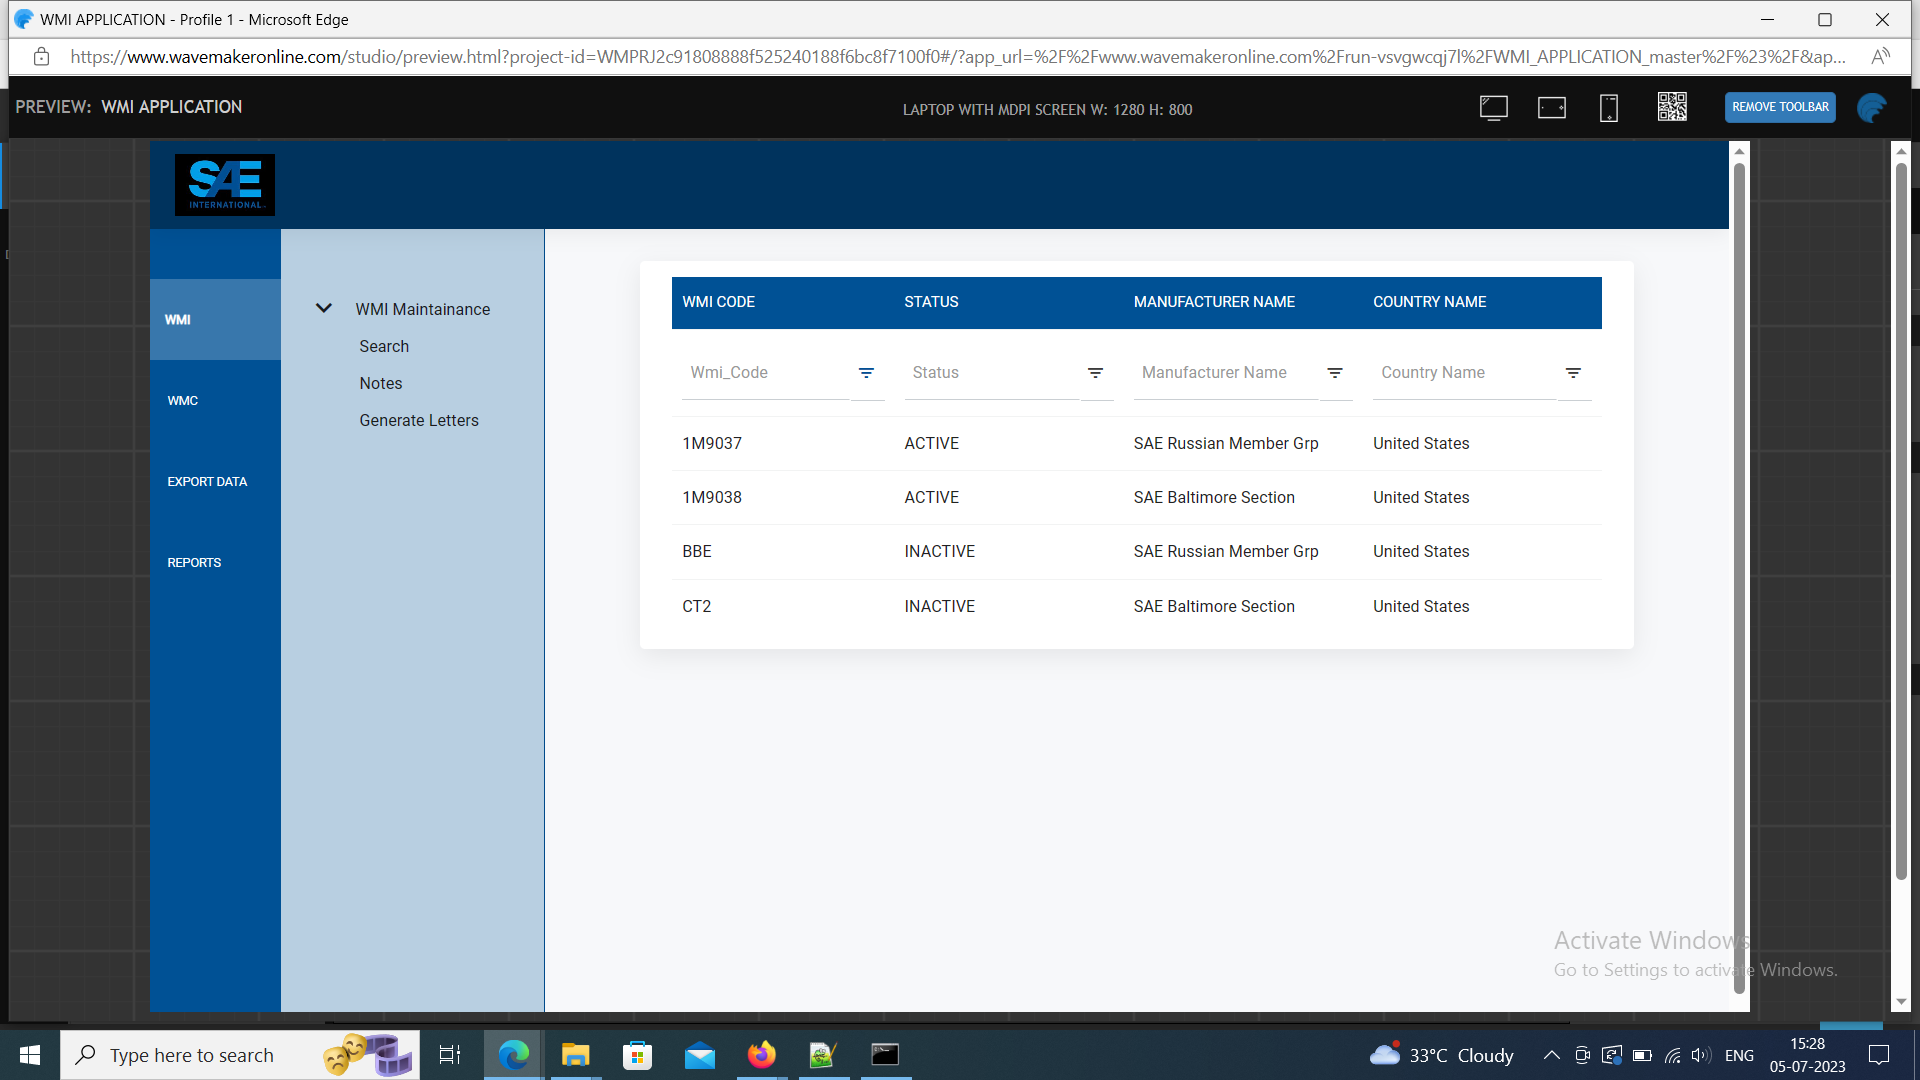 WMI APPLICATION - Profile 1 - Microsoft Edge
https://www.wavemakeronline.com/studio/preview.html?project-id=WMPRJ2c91808888f525240188f6bc8f7100f0#/?app_url=%2F%2Fwww.wavemakeronline.com%2Frun-vsvgwcqj7l%2FWMI_APPLICATION_master%2F%23%2F&ap...
PREVIEW: WMI APPLICATION
LAPTOP WITH MDPI SCREEN W: 1280 H: 800
REMOVE TOOLBAR
SAE
INTERNATIONAL.
WMI
WMC
EXPORT DATA
REPORTS
WMI Maintainance
Search
Notes
Generate Letters
WMI CODE STATUS MANUFACTURER NAME COUNTRY NAME
Wmi_Code Status Manufacturer Name Country Name
1M9037 ACTIVE SAE Russian Member Grp United States
1M9038 ACTIVE SAE Baltimore Section United States
BBE INACTIVE SAE Russian Member Grp United States
CT2 INACTIVE SAE Baltimore Section United States
Activate Windows
Go to Settings to activate Windows.
Type here to search
33°C Cloudy
ENG
15:28
05-07-2023